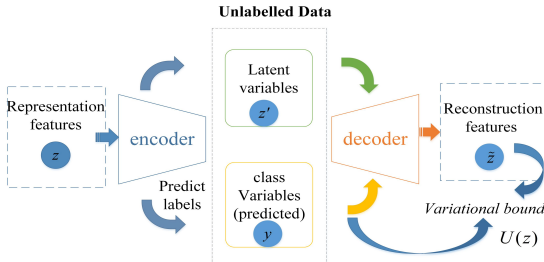 Unlabelled Data
Representation
features
z
encoder
Predict
labels
Latent
variables
z'
class
Variables
(predicted)
y
decoder
Reconstruction
features
z̃
Variational bound
U(z)